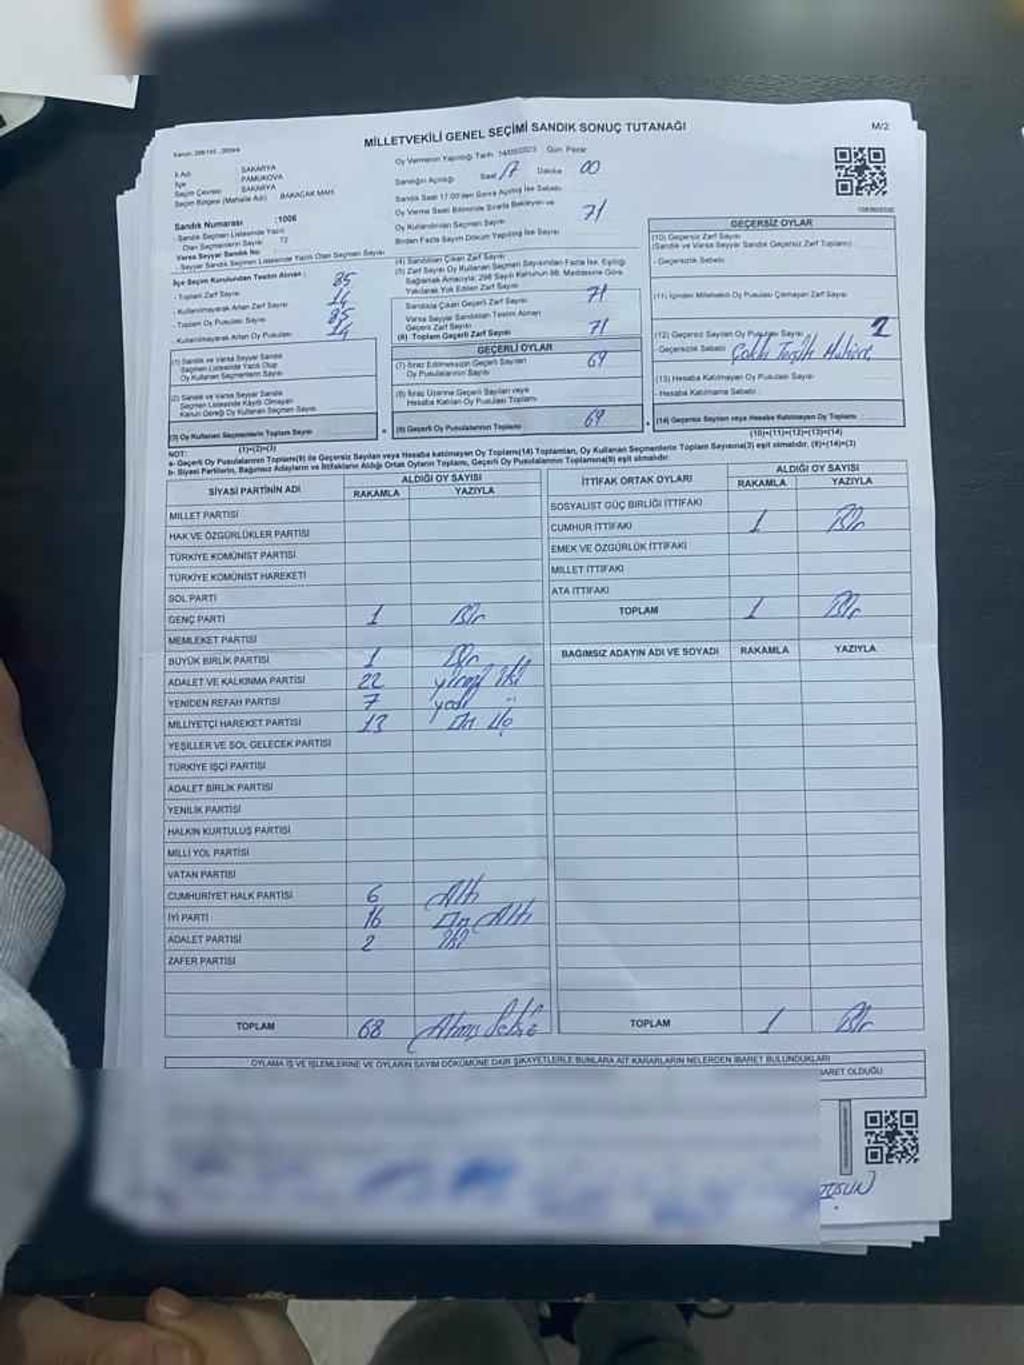 MİLLETVEKİLİ GENEL SEÇİMİ SANDIK SONUÇ TUTANAĞI
M/2
İl Adı SAKARYA
İlçe PAMUKOVA
Seçim Çevresi SAKARYA
Seçim Bölgesi (Mahalle Adı) BAKACAK MAH.
Sandık Numarası :1006
- Sandık Seçmen Listesinde Yazılı
Olan Seçmenlerin Sayısı 72
Varsa Seyyar Sandık No
- Seyyar Sandık Seçmen Listesinde Yazılı Olan Seçmen Sayısı
İlçe Seçim Kurulundan Teslim Alınan :
- Toplam Zarf Sayısı 85
- Kullanılmayarak Artan Zarf Sayısı 14
- Toplam Oy Pusulası Sayısı 85
- Kullanılmayarak Artan Oy Pusulası 14
(1) Sandık ve Varsa Seyyar Sandık
Seçmen Listesinde Yazılı Olup
Oy Kullanan Seçmen Sayısı
(2) Sandık ve Varsa Seyyar Sandık
Seçmen Listesinde Kayıtlı Olmayan
Kanun Gereği Oy Kullanan Seçmen Sayısı
(3) Oy Kullanan Seçmenlerin Toplam Sayısı
(1)+(2)=(3)
Oy Vermenin Yapıldığı Tarih 14/05/2023 Gün Pazar
Sandığın Açıldığı Saat 17 Dakika 00
Sandık Saat 17:00'den Sonra Açılmış İse Sebebi
Oy Verme Saati Bitiminde Sırada Bekleyen ve
Oy Kullandırılan Seçmen Sayısı 71
Birden Fazla Sayım Döküm Yapılmış İse Sayısı
(4) Sandıktan Çıkan Zarf Sayısı
(5) Zarf Sayısı Oy Kullanan Seçmen Sayısından Fazla İse, Eşitliği
Sağlamak Amacıyla; 298 Sayılı Kanunun 98. Maddesine Göre
Yakılarak Yok Edilen Zarf Sayısı
Sandıkta Çıkan Geçerli Zarf Sayısı 71
Varsa Seyyar Sandıktan Teslim Alınan
Geçerli Zarf Sayısı
(6) Toplam Geçerli Zarf Sayısı 71
GEÇERLİ OYLAR
(7) İtiraz Edilmeksizin Geçerli Sayılan
Oy Pusulalarının Sayısı 69
(8) İtiraz Üzerine Geçerli Sayılan veya
Hesaba Katılan Oy Pusulası Toplamı
(9) Geçerli Oy Pusulalarının Toplamı 69
GEÇERSİZ OYLAR
(10) Geçersiz Zarf Sayısı
(Sandık ve Varsa Seyyar Sandık Geçersiz Zarf Toplamı)
- Geçersizlik Sebebi
(11) İçinden Milletvekili Oy Pusulası Çıkmayan Zarf Sayısı
(12) Geçersiz Sayılan Oy Pusulası Sayısı 2
- Geçersizlik Sebebi
(13) Hesaba Katılmayan Oy Pusulası Sayısı
- Hesaba Katılmama Sebebi
(14) Geçersiz Sayılan veya Hesaba Katılmayan Oy Toplamı
(10)+(11)+(12)+(13)=(14)
NOT:
a- Geçerli Oy Pusulalarının Toplamı(9) ile Geçersiz Sayılan veya Hesaba Katılmayan Oy Toplamı(14) Toplamları, Oy Kullanan Seçmenlerin Toplam Sayısına(3) eşit olmalıdır. (9)+(14)=(3)
b- Siyasi Partilerin, Bağımsız Adayların ve İttifakların Aldığı Ortak Oyların Toplamı, Geçerli Oy Pusulalarının Toplamına(9) eşit olmalıdır.
SİYASİ PARTİNİN ADI ALDIĞI OY SAYISI
RAKAMLA YAZIYLA
MİLLET PARTİSİ
HAK VE ÖZGÜRLÜKLER PARTİSİ
TÜRKİYE KOMÜNİST PARTİSİ
TÜRKİYE KOMÜNİST HAREKETİ
SOL PARTİ
GENÇ PARTİ 1 Bir
MEMLEKET PARTİSİ
BÜYÜK BİRLİK PARTİSİ 1 Bir
ADALET VE KALKINMA PARTİSİ 22 yirmi iki
YENİDEN REFAH PARTİSİ 7 yedi
MİLLİYETÇİ HAREKET PARTİSİ 13 On üç
YEŞİLLER VE SOL GELECEK PARTİSİ
TÜRKİYE İŞÇİ PARTİSİ
ADALET BİRLİK PARTİSİ
YENİLİK PARTİSİ
HALKIN KURTULUŞ PARTİSİ
MİLLİ YOL PARTİSİ
VATAN PARTİSİ
CUMHURİYET HALK PARTİSİ 6 Altı
İYİ PARTİ 16 On Altı
ADALET PARTİSİ 2 İki
ZAFER PARTİSİ
TOPLAM 68 Atmış Sekiz
İTTİFAK ORTAK OYLARI ALDIĞI OY SAYISI
RAKAMLA YAZIYLA
SOSYALİST GÜÇ BİRLİĞİ İTTİFAKI
CUMHUR İTTİFAKI 1 Bir
EMEK VE ÖZGÜRLÜK İTTİFAKI
MİLLET İTTİFAKI
ATA İTTİFAKI
TOPLAM 1 Bir
BAĞIMSIZ ADAYIN ADI VE SOYADI RAKAMLA YAZIYLA
TOPLAM 1 Bir
OYLAMA İŞ VE İŞLEMLERİNE VE OYLARIN SAYIM DÖKÜMÜNE DAİR ŞİKAYETLERLE BUNLARA AİT KARARLARIN NELERDEN İBARET BULUNDUKLARI
BARET OLDUĞU